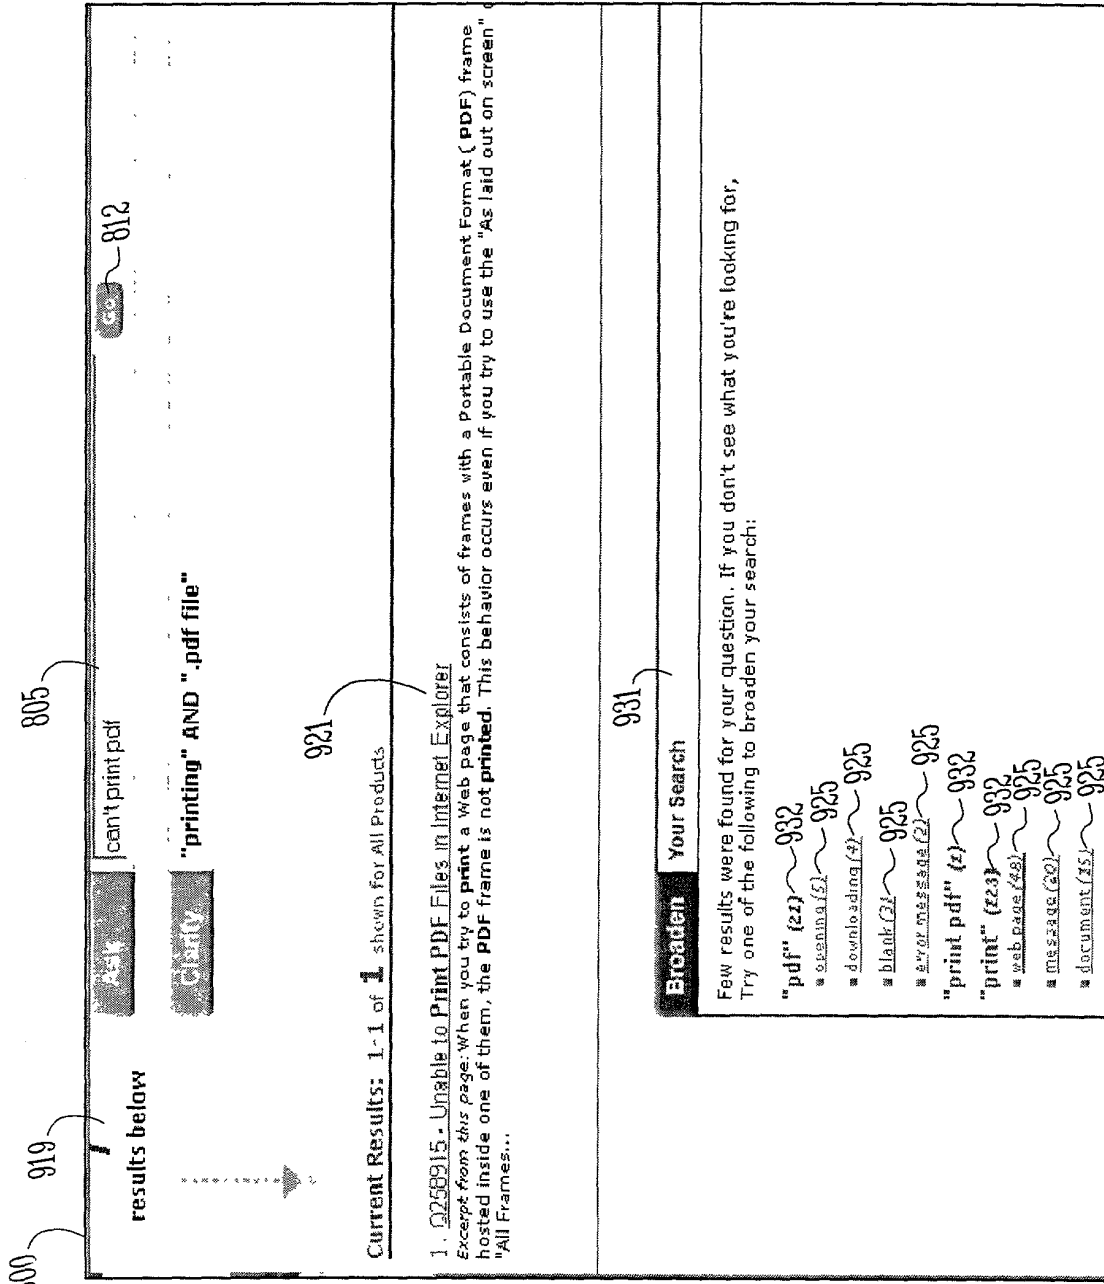 805
919
can't print pdf
Go
812
Ask
results below
Clarify
"printing" AND ".pdf file"
921
Current Results: 1-1 of 1 shown for All Products
1. Q258915 - Unable to Print PDF Files in Internet Explorer
Excerpt from this page: When you try to print a Web page that consists of frames with a Portable Document Format ( PDF) frame
hosted inside one of them, the PDF frame is not printed. This behavior occurs even if you try to use the "As laid out on screen"
"All Frames...
931
Broaden Your Search
Few results were found for your question. If you don't see what you're looking for,
Try one of the following to broaden your search:
"pdf" (21) 932
■ opening (5) 925
■ downloading (4) 925
■ blank (3) 925
■ error message (2) 925
"print pdf" (1) 932
"print" (123) 932
■ web page (48) 925
■ message (20) 925
■ document (15) 925